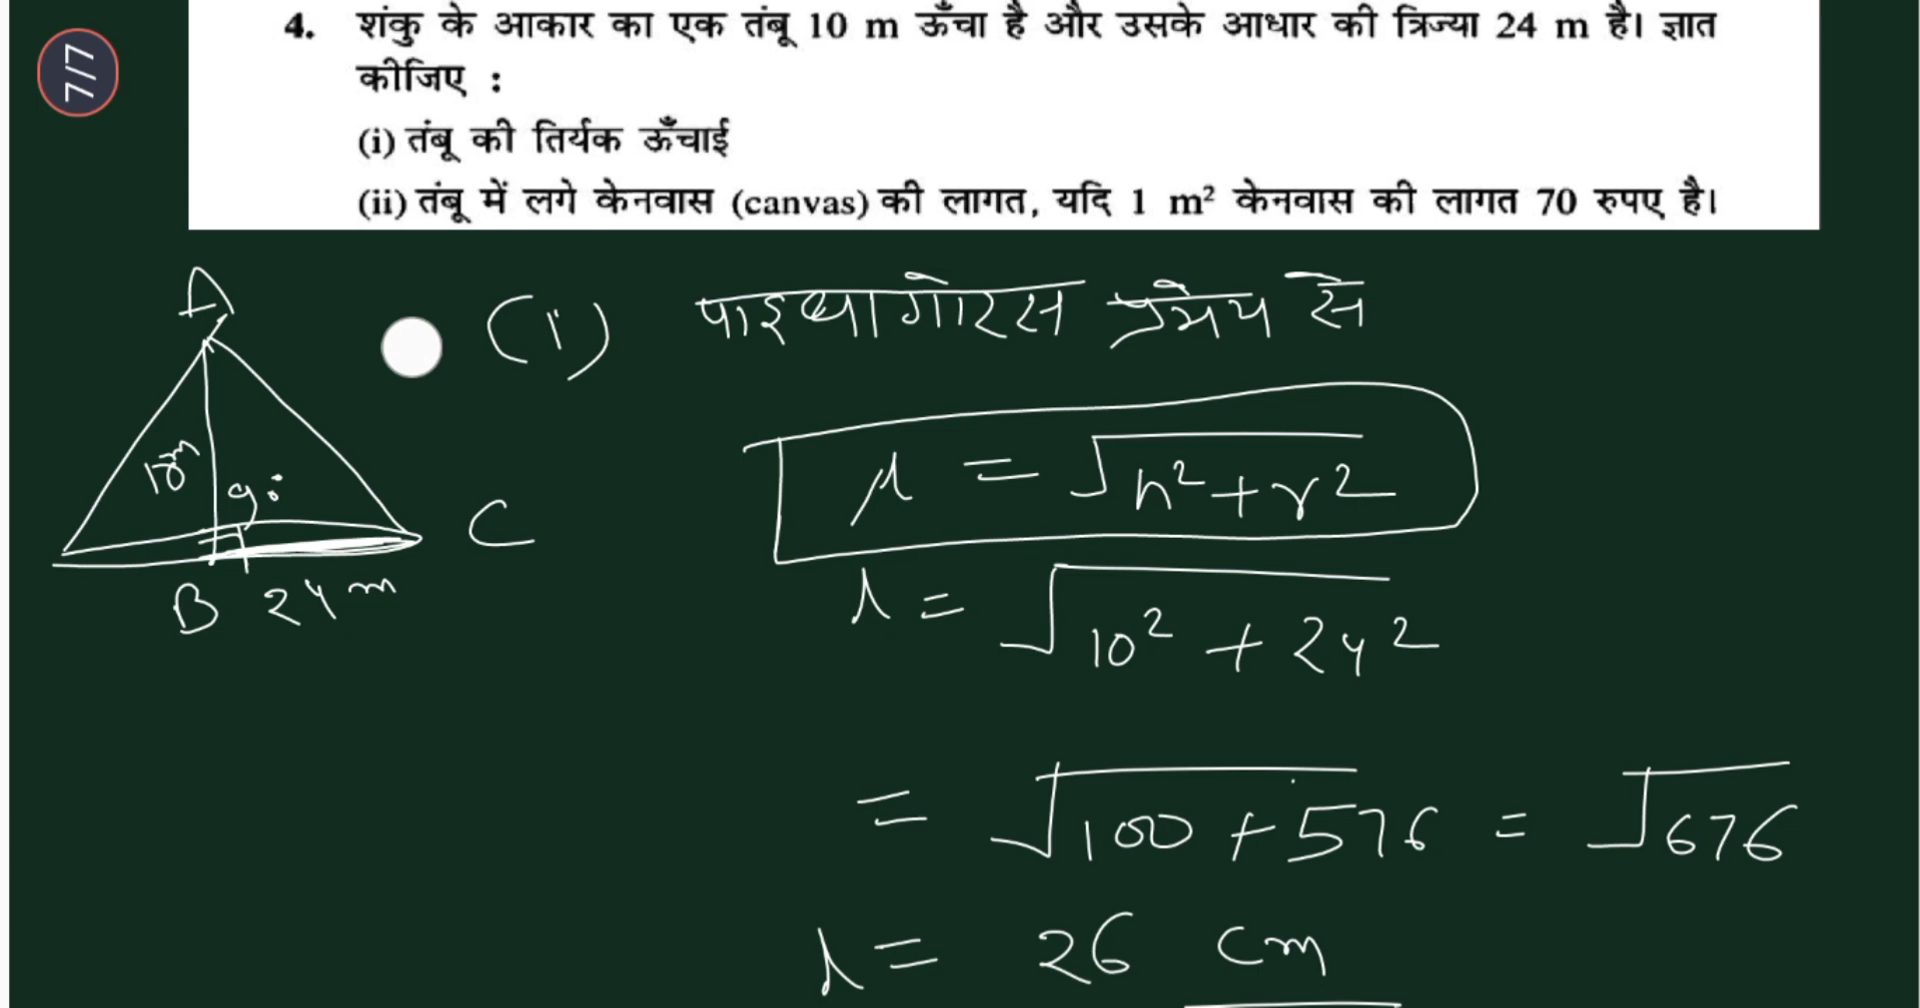 7/7
4. शंकु के आकार का एक तंबू 10 m ऊँचा है और उसके आधार की त्रिज्या 24 m है। ज्ञात
कीजिए :
(i) तंबू की तिर्यक ऊँचाई
(ii) तंबू में लगे केनवास (canvas) की लागत, यदि 1 m² केनवास की लागत 70 रुपए है।
A
(i) पाइथागोरस प्रमेय से
l = √h²+r²
10m 90
C
B 24 m
l = √10² + 24²
= √100 + 576 = √676
l = 26 cm